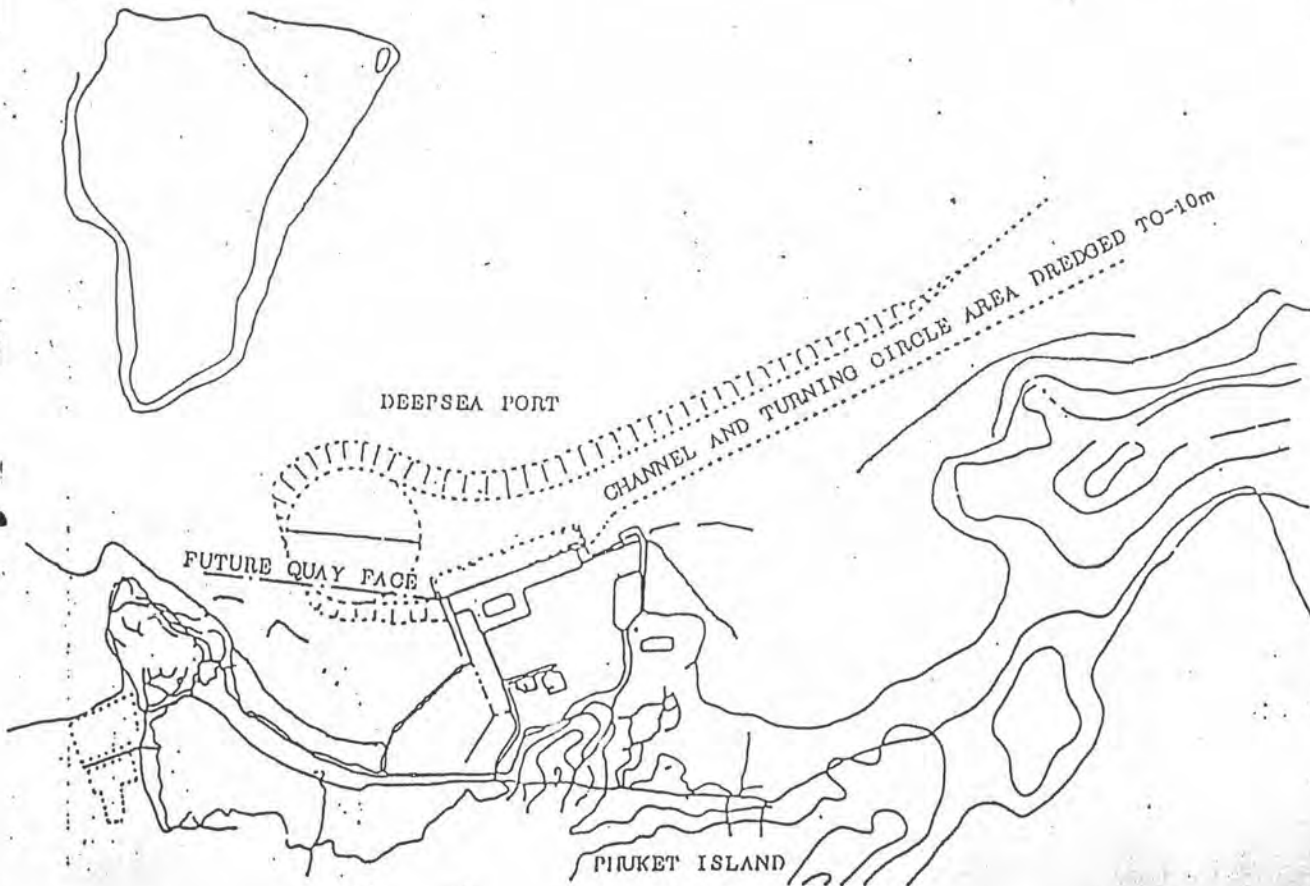 DEEPSEA PORT
CHANNEL AND TURNING CIRCLE AREA DREDGED TO-10m
FUTURE QUAY FACE
PHUKET ISLAND